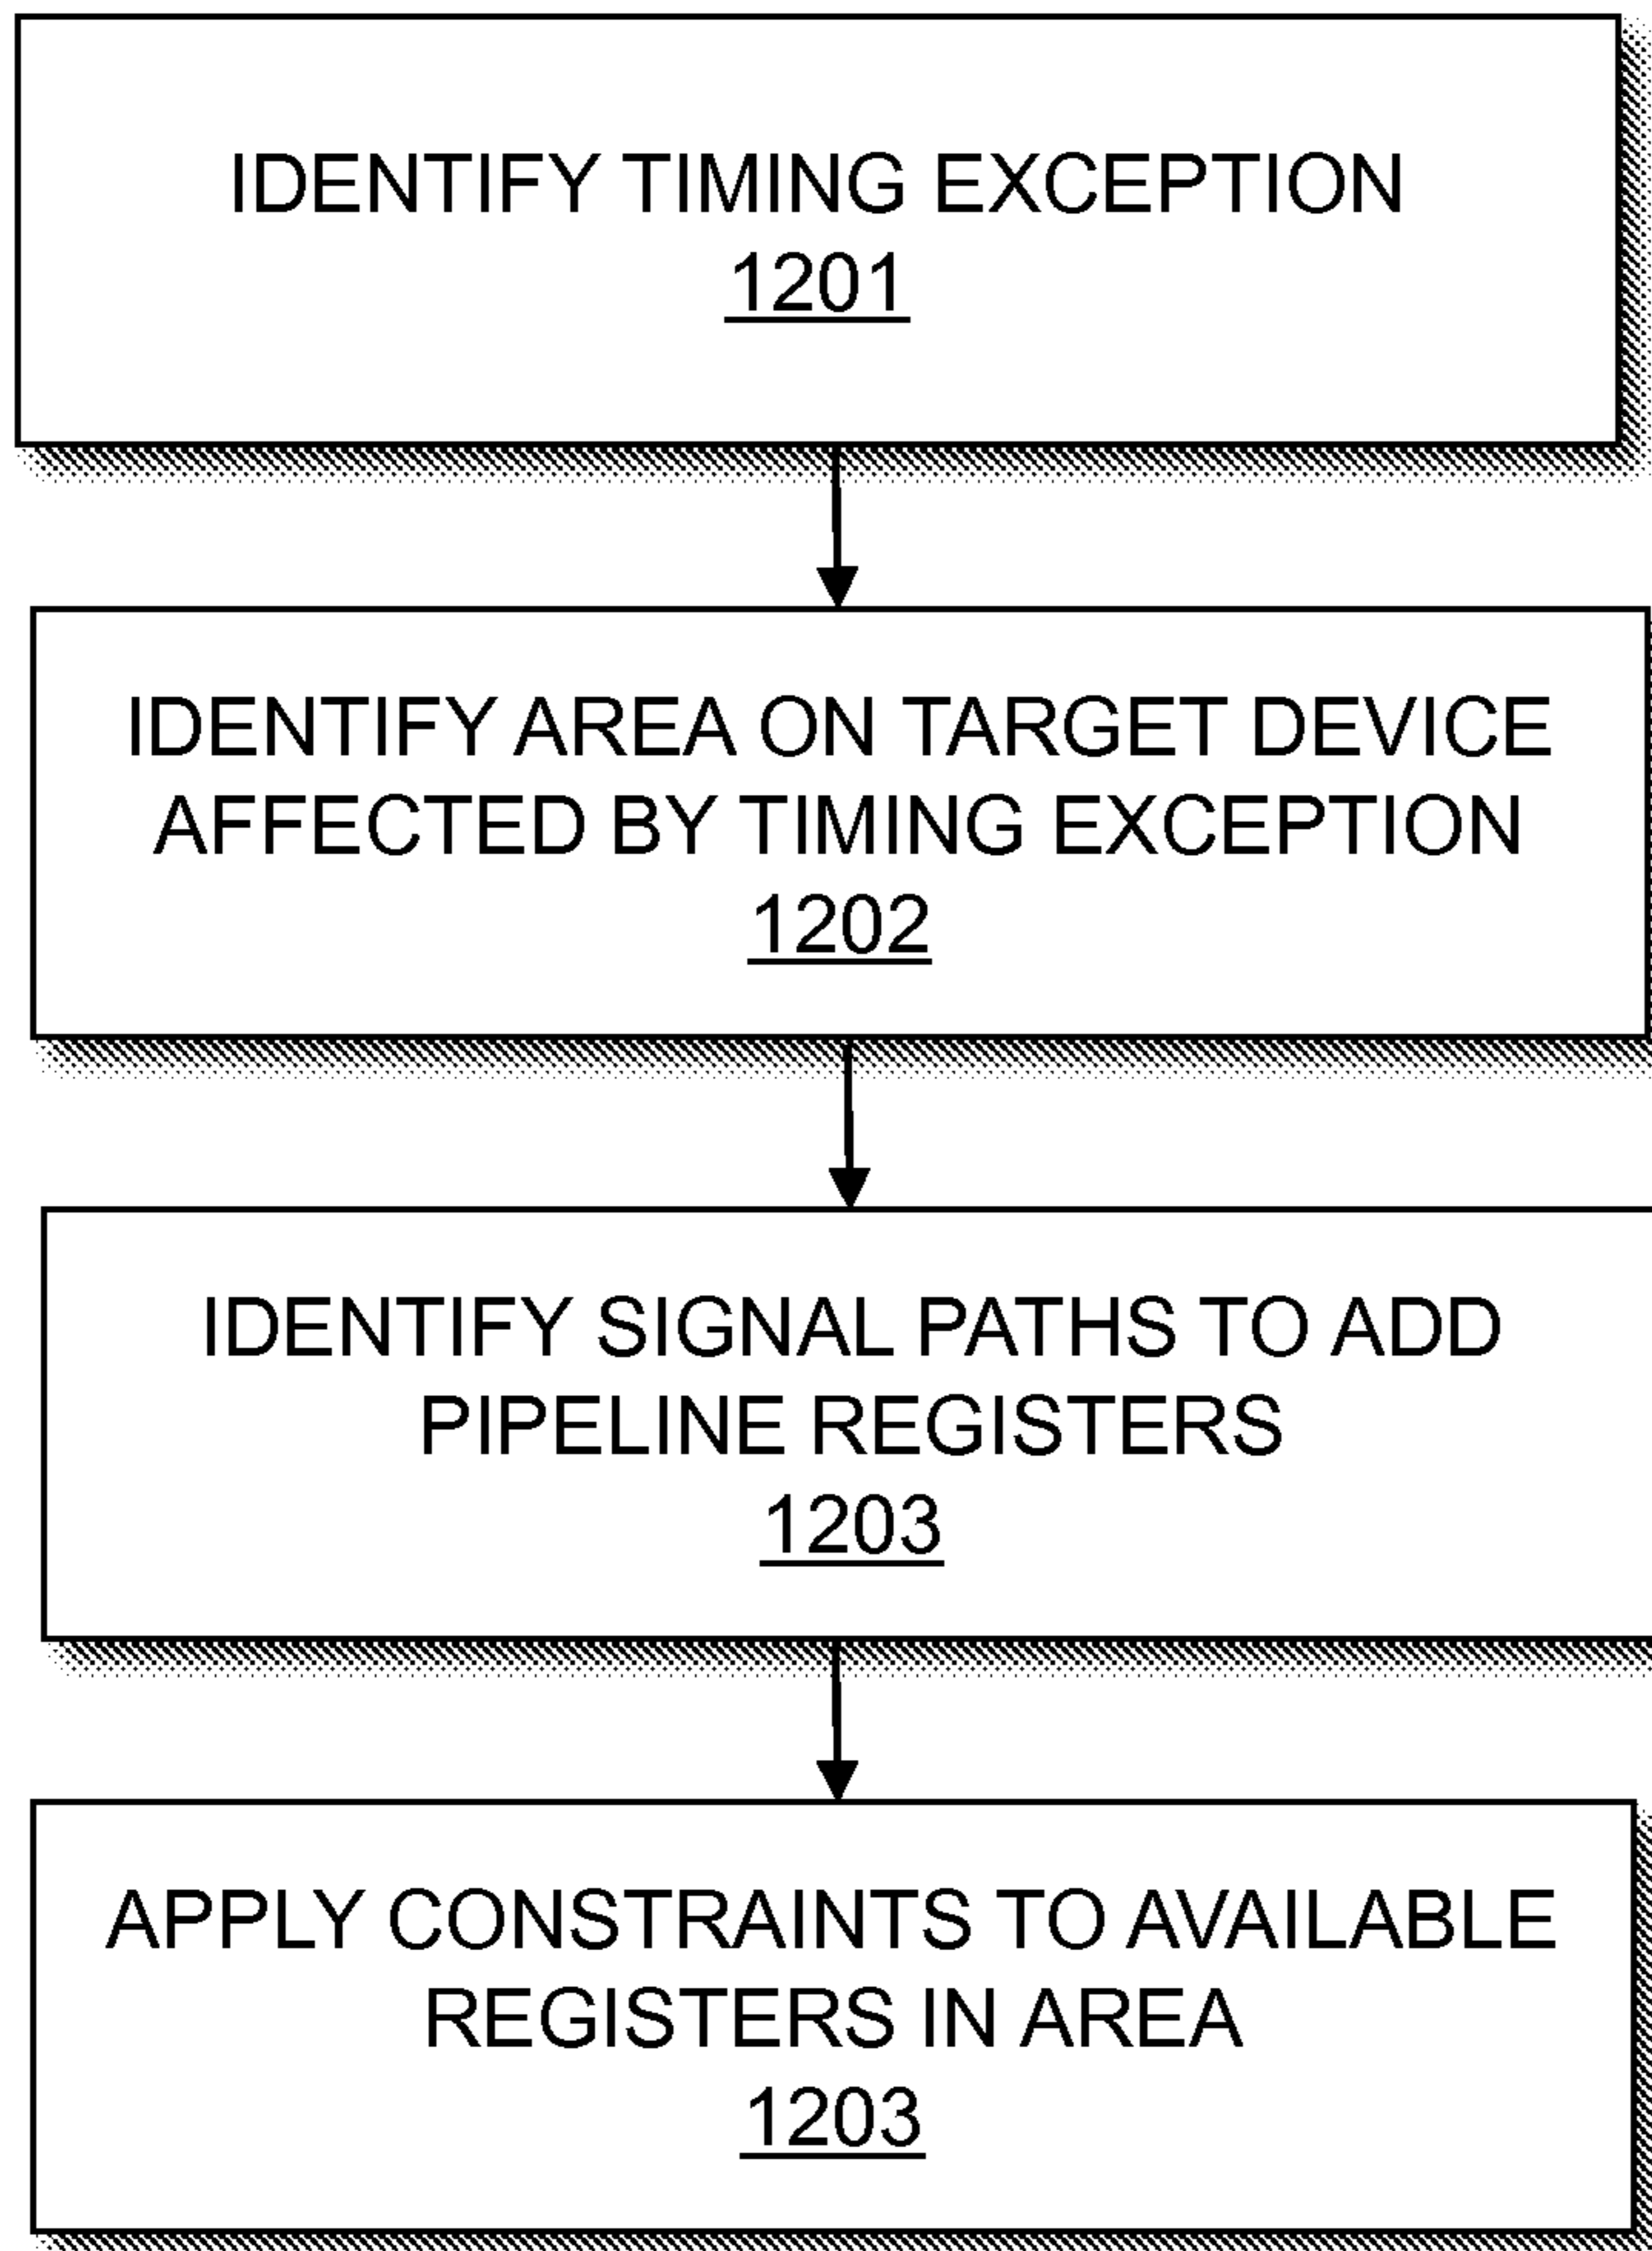 IDENTIFY TIMING EXCEPTION
1201
IDENTIFY AREA ON TARGET DEVICE
AFFECTED BY TIMING EXCEPTION
1202
IDENTIFY SIGNAL PATHS TO ADD
PIPELINE REGISTERS
1203
APPLY CONSTRAINTS TO AVAILABLE
REGISTERS IN AREA
1203